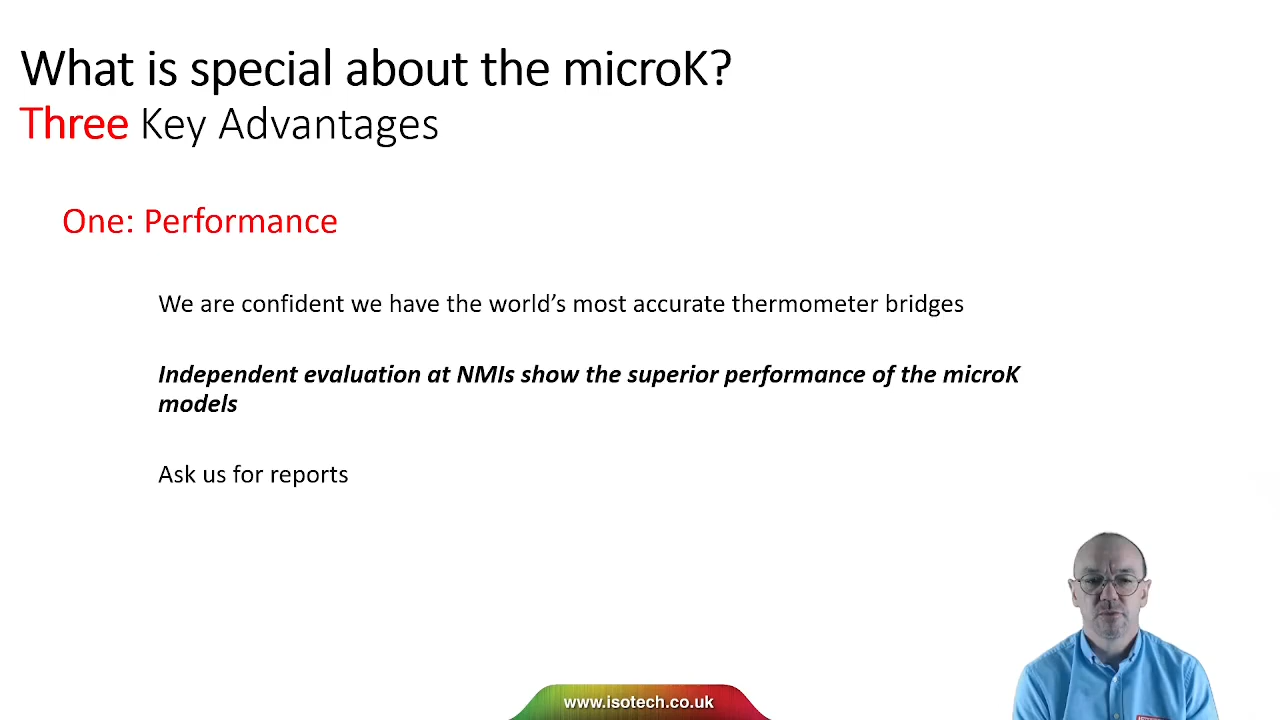 What is special about the microK?
Three Key Advantages
One: Performance
We are confident we have the world's most accurate thermometer bridges
Independent evaluation at NMIs show the superior performance of the microK
models
Ask us for reports
www.isotech.co.uk